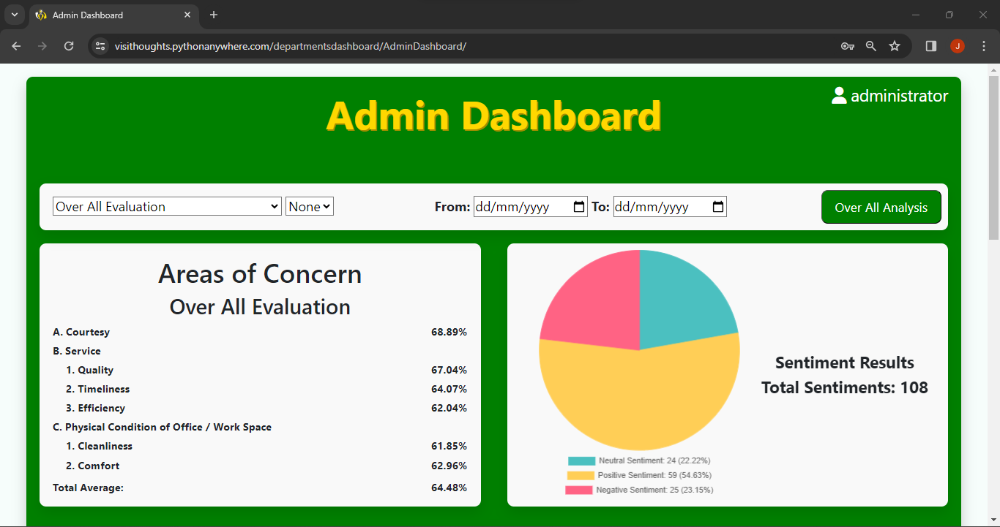 Admin Dashboard
visithoughts.pythonanywhere.com/departmentsdashboard/AdminDashboard/
J
administrator
Admin Dashboard
Over All Evaluation None From: dd/mm/yyyy To: dd/mm/yyyy Over All Analysis
Areas of Concern
Over All Evaluation
A. Courtesy 68.89%
B. Service
1. Quality 67.04%
2. Timeliness 64.07%
3. Efficiency 62.04%
C. Physical Condition of Office / Work Space
1. Cleanliness 61.85%
2. Comfort 62.96%
Total Average: 64.48%
Sentiment Results
Total Sentiments: 108
Neutral Sentiment: 24 (22.22%)
Positive Sentiment: 59 (54.63%)
Negative Sentiment: 25 (23.15%)